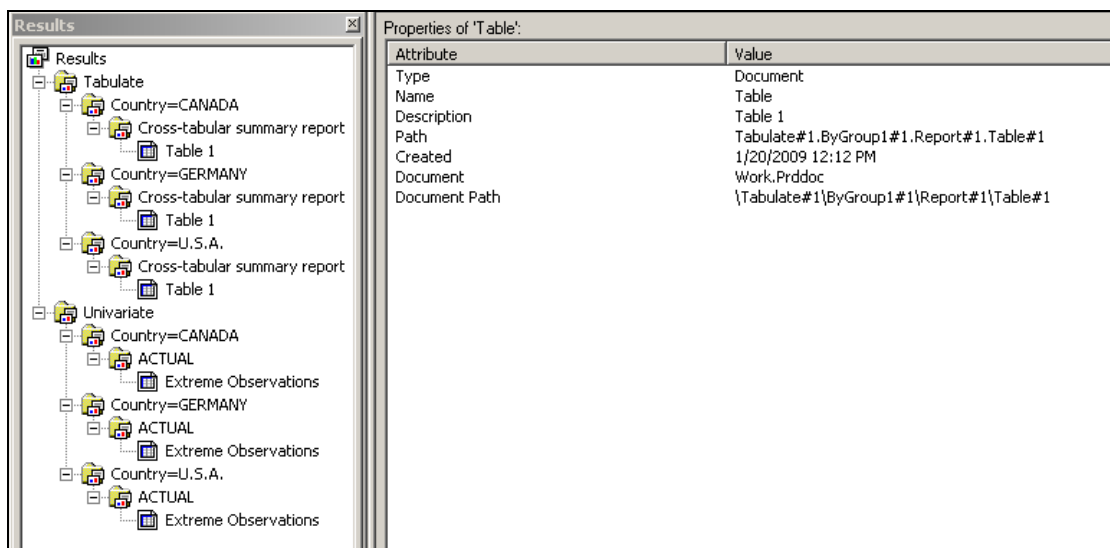 Results
Results
Tabulate
Country=CANADA
Cross-tabular summary report
Table 1
Country=GERMANY
Cross-tabular summary report
Table 1
Country=U.S.A.
Cross-tabular summary report
Table 1
Univariate
Country=CANADA
ACTUAL
Extreme Observations
Country=GERMANY
ACTUAL
Extreme Observations
Country=U.S.A.
ACTUAL
Extreme Observations
Properties of 'Table':
Attribute Value
Type Document
Name Table
Description Table 1
Path Tabulate#1.ByGroup1#1.Report#1.Table#1
Created 1/20/2009 12:12 PM
Document Work.Prddoc
Document Path \Tabulate#1\ByGroup1#1\Report#1\Table#1